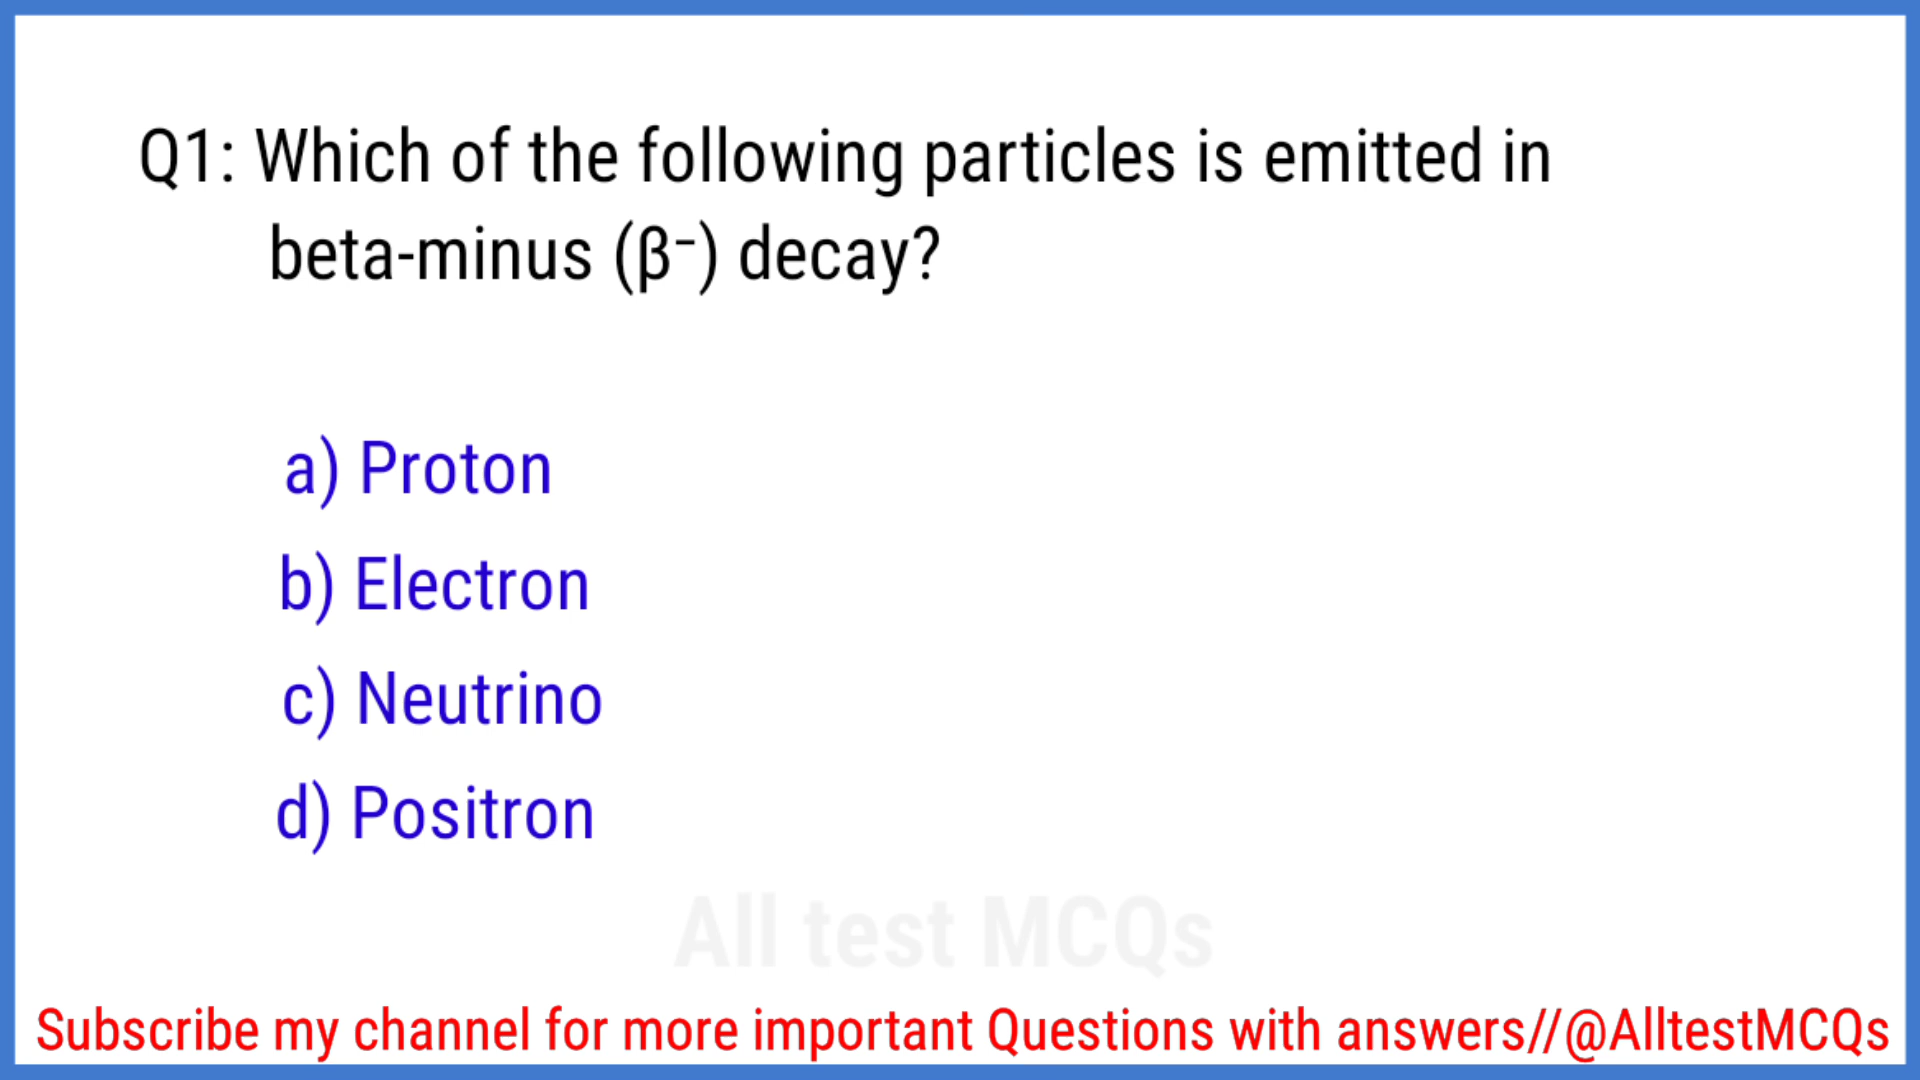 Q1: Which of the following particles is emitted in
beta-minus (β⁻) decay?
a) Proton
b) Electron
c) Neutrino
d) Positron
All test MCQs
Subscribe my channel for more important Questions with answers//@AlltestMCQs